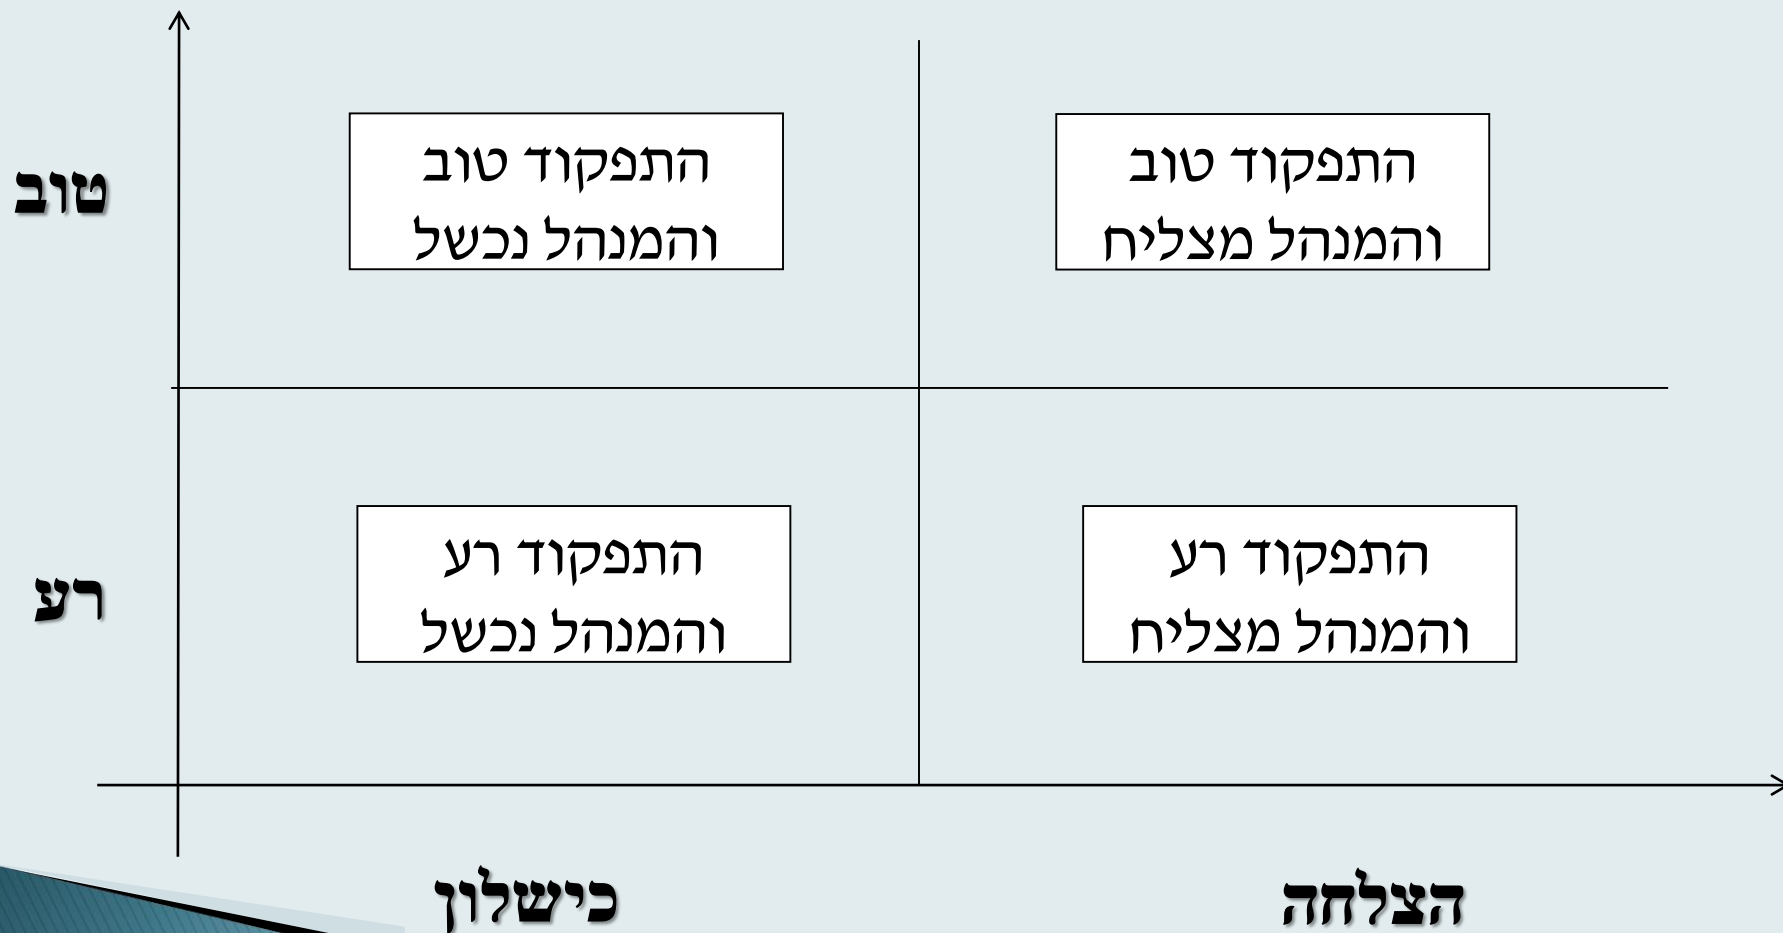 טוב
התפקוד טוב
והמנהל נכשל
התפקוד טוב
והמנהל מצליח
רע
התפקוד רע
והמנהל נכשל
התפקוד רע
והמנהל מצליח
כישלון
הצלחה